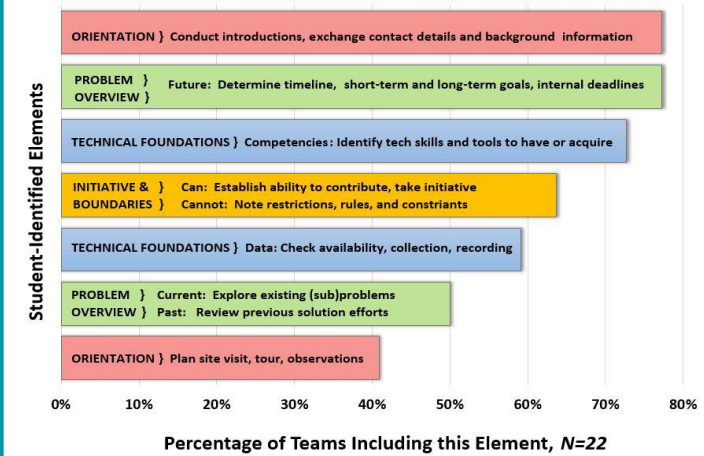 Student-Identified Elements
ORIENTATION } Conduct introductions, exchange contact details and background information
PROBLEM } Future: Determine timeline, short-term and long-term goals, internal deadlines
OVERVIEW }
TECHNICAL FOUNDATIONS } Competencies: Identify tech skills and tools to have or acquire
INITIATIVE & } Can: Establish ability to contribute, take initiative
BOUNDARIES } Cannot: Note restrictions, rules, and constriants
TECHNICAL FOUNDATIONS } Data: Check availability, collection, recording
PROBLEM } Current: Explore existing (sub)problems
OVERVIEW } Past: Review previous solution efforts
ORIENTATION } Plan site visit, tour, observations
0% 10% 20% 30% 40% 50% 60% 70% 80%
Percentage of Teams Including this Element, N=22